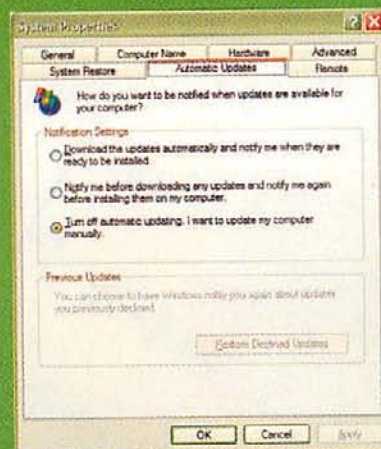 System Properties
General
Computer Name
Hardware
Advanced
System Restore
Automatic Updates
Remote
How do you want to be notified when updates are available for
your computer?
Notification Settings
Download the updates automatically and notify me when they are
ready to be installed.
Notify me before downloading any updates and notify me again
before installing them on my computer.
Turn off automatic updating. I want to update my computer
manually.
Previous Updates
You can choose to have windows notify you again about updates
you previously declined.
Restore Declined Updates
OK
Cancel
Apply